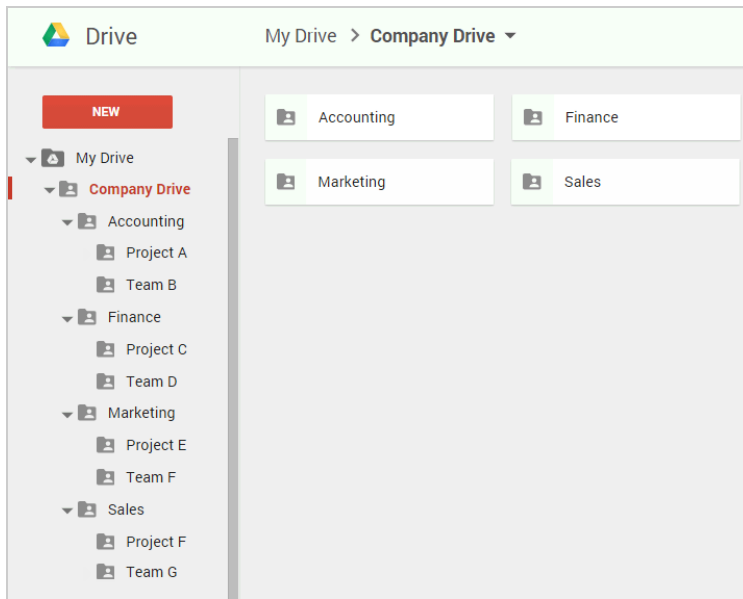 Drive
My Drive > Company Drive
NEW
My Drive
Company Drive
Accounting
Project A
Team B
Finance
Project C
Team D
Marketing
Project E
Team F
Sales
Project F
Team G
Accounting
Finance
Marketing
Sales